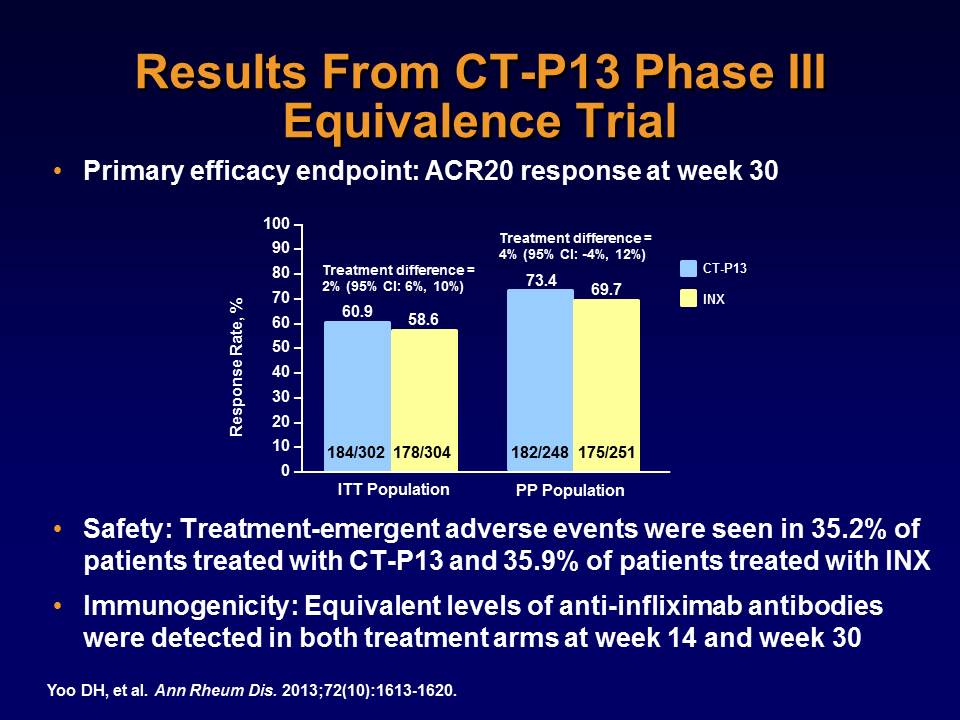 Results From CT-P13 Phase III
Equivalence Trial
• Primary efficacy endpoint: ACR20 response at week 30
Response Rate, %
100
90
80
70
60
50
40
30
20
10
0
Treatment difference =
2% (95% CI: 6%, 10%)
60.9
58.6
184/302
178/304
ITT Population
Treatment difference =
4% (95% CI: -4%, 12%)
73.4
69.7
182/248
175/251
PP Population
CT-P13
INX
• Safety: Treatment-emergent adverse events were seen in 35.2% of
patients treated with CT-P13 and 35.9% of patients treated with INX
• Immunogenicity: Equivalent levels of anti-infliximab antibodies
were detected in both treatment arms at week 14 and week 30
Yoo DH, et al. Ann Rheum Dis. 2013;72(10):1613-1620.